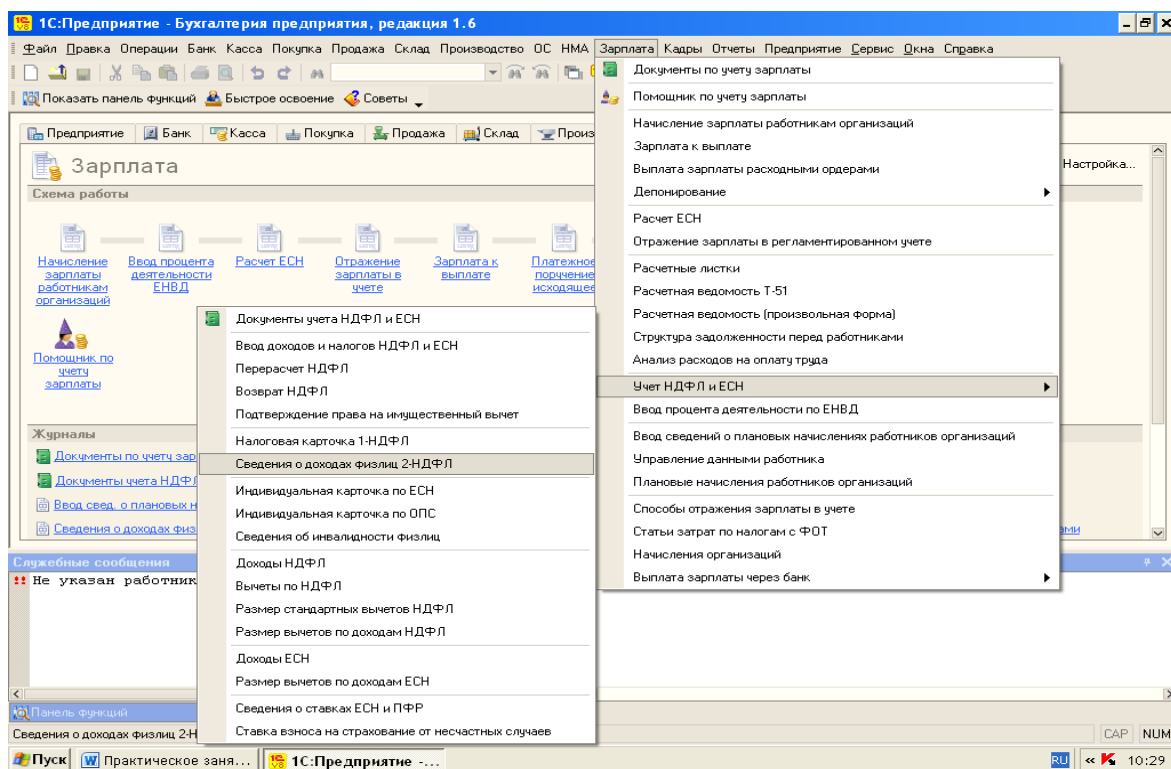 1С:Предприятие - Бухгалтерия предприятия, редакция 1.6
Файл Правка Операции Банк Касса Покупка Продажа Склад Производство ОС НМА Зарплата Кадры Отчеты Предприятие Сервис Окна Справка
Показать панель функций Быстрое освоение Советы
Предприятие Банк Касса Покупка Продажа Склад Произв
Зарплата
Настройка...
Схема работы
Начисление зарплаты работникам организаций
Ввод процента деятельности ЕНВД
Расчет ЕСН
Отражение зарплаты в учете
Зарплата к выплате
Платежное поручение исходящее
Помощник по учету зарплаты
Журналы
Документы по учету зар
Документы учета НДФЛ
Ввод свед. о плановых н
Сведения о доходах физ
ами
Документы по учету зарплаты
Помощник по учету зарплаты
Начисление зарплаты работникам организаций
Зарплата к выплате
Выплата зарплаты расходными ордерами
Депонирование
Расчет ЕСН
Отражение зарплаты в регламентированном учете
Расчетные листки
Расчетная ведомость Т-51
Расчетная ведомость (произвольная форма)
Структура задолженности перед работниками
Анализ расходов на оплату труда
Учет НДФЛ и ЕСН
Ввод процента деятельности по ЕНВД
Ввод сведений о плановых начислениях работников организаций
Управление данными работника
Плановые начисления работников организаций
Способы отражения зарплаты в учете
Статьи затрат по налогам с ФОТ
Начисления организаций
Выплата зарплаты через банк
Документы учета НДФЛ и ЕСН
Ввод доходов и налогов НДФЛ и ЕСН
Перерасчет НДФЛ
Возврат НДФЛ
Подтверждение права на имущественный вычет
Налоговая карточка 1-НДФЛ
Сведения о доходах физлиц 2-НДФЛ
Индивидуальная карточка по ЕСН
Индивидуальная карточка по ОПС
Сведения об инвалидности физлиц
Доходы НДФЛ
Вычеты по НДФЛ
Размер стандартных вычетов НДФЛ
Размер вычетов по доходам НДФЛ
Доходы ЕСН
Размер вычетов по доходам ЕСН
Сведения о ставках ЕСН и ПФР
Ставка взноса на страхование от несчастных случаев
Служебные сообщения
!! Не указан работник
Панель функций
Сведения о доходах физлиц 2-Н
CAP NUM
Пуск Практическое заня... 1С:Предприятие -... RU « 10:29